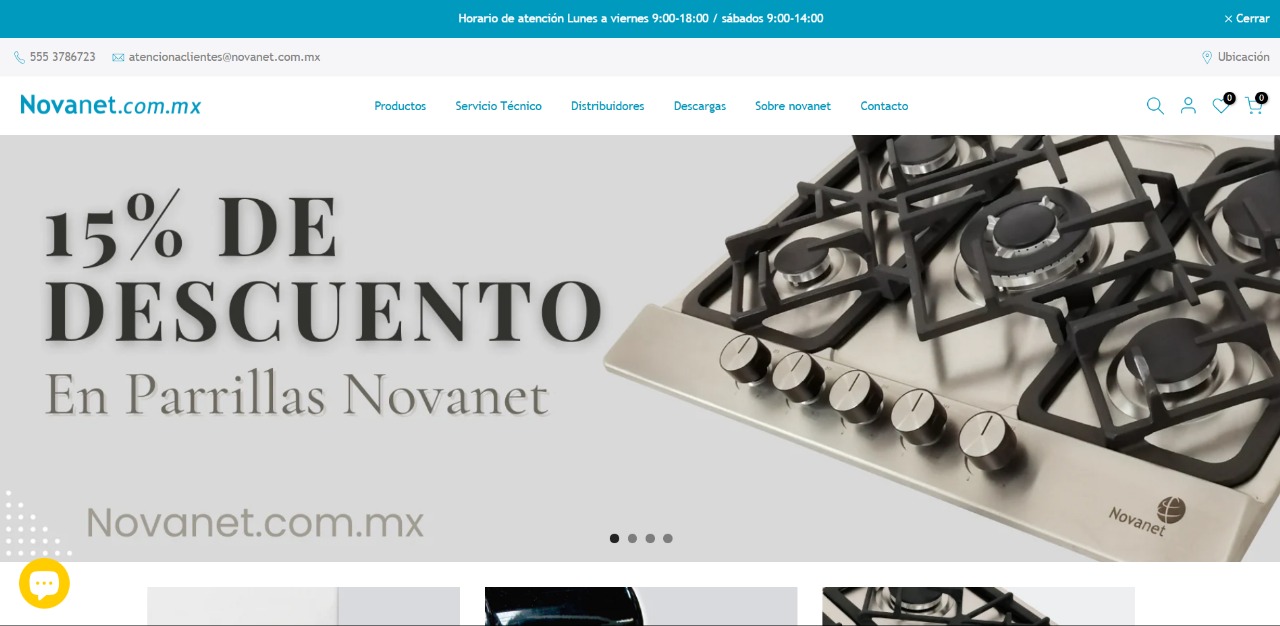 Horario de atención Lunes a viernes 9:00-18:00 / sábados 9:00-14:00
Cerrar
555 3786723
atencionaclientes@novanet.com.mx
Ubicación
Novanet.com.mx
Productos
Servicio Técnico
Distribuidores
Descargas
Sobre novanet
Contacto
0
0
15% DE
DESCUENTO
En Parrillas Novanet
Novanet.com.mx
Novanet